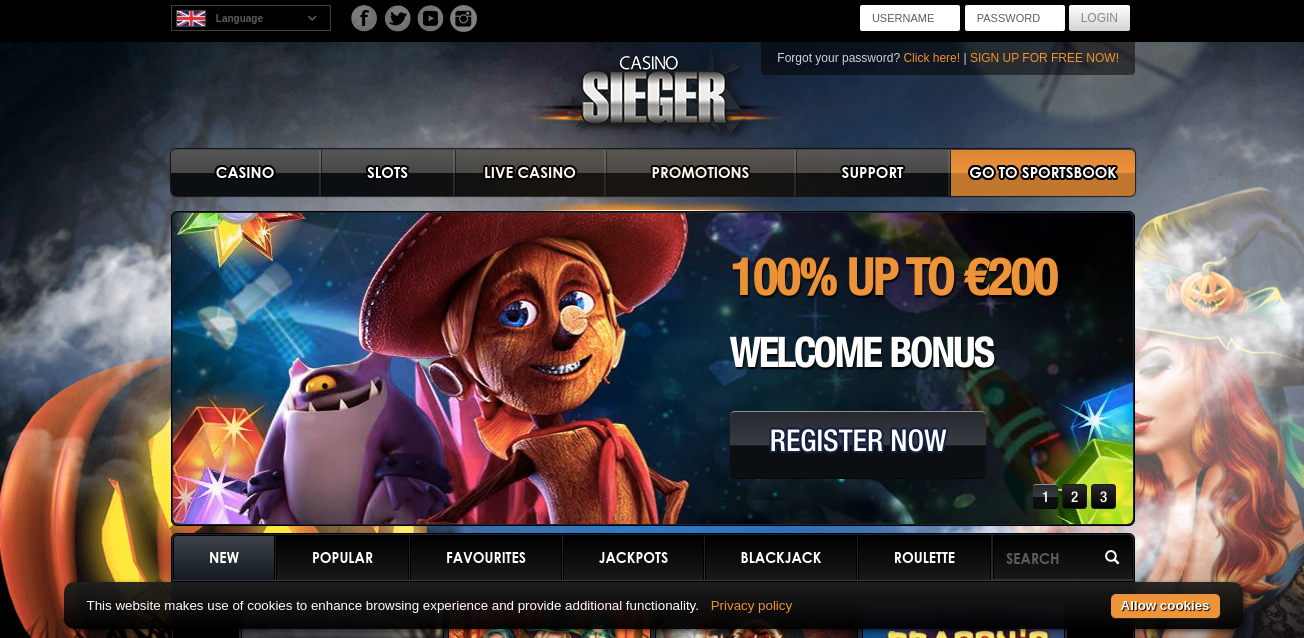 Language
USERNAME
PASSWORD
LOGIN
Forgot your password? Click here! | SIGN UP FOR FREE NOW!
CASINO
SIEGER
CASINO
SLOTS
LIVE CASINO
PROMOTIONS
SUPPORT
GO TO SPORTSBOOK
100% UP TO €200
WELCOME BONUS
REGISTER NOW
1 2 3
NEW
POPULAR
FAVOURITES
JACKPOTS
BLACKJACK
ROULETTE
SEARCH
This website makes use of cookies to enhance browsing experience and provide additional functionality. Privacy policy
Allow cookies
DRAGON'S